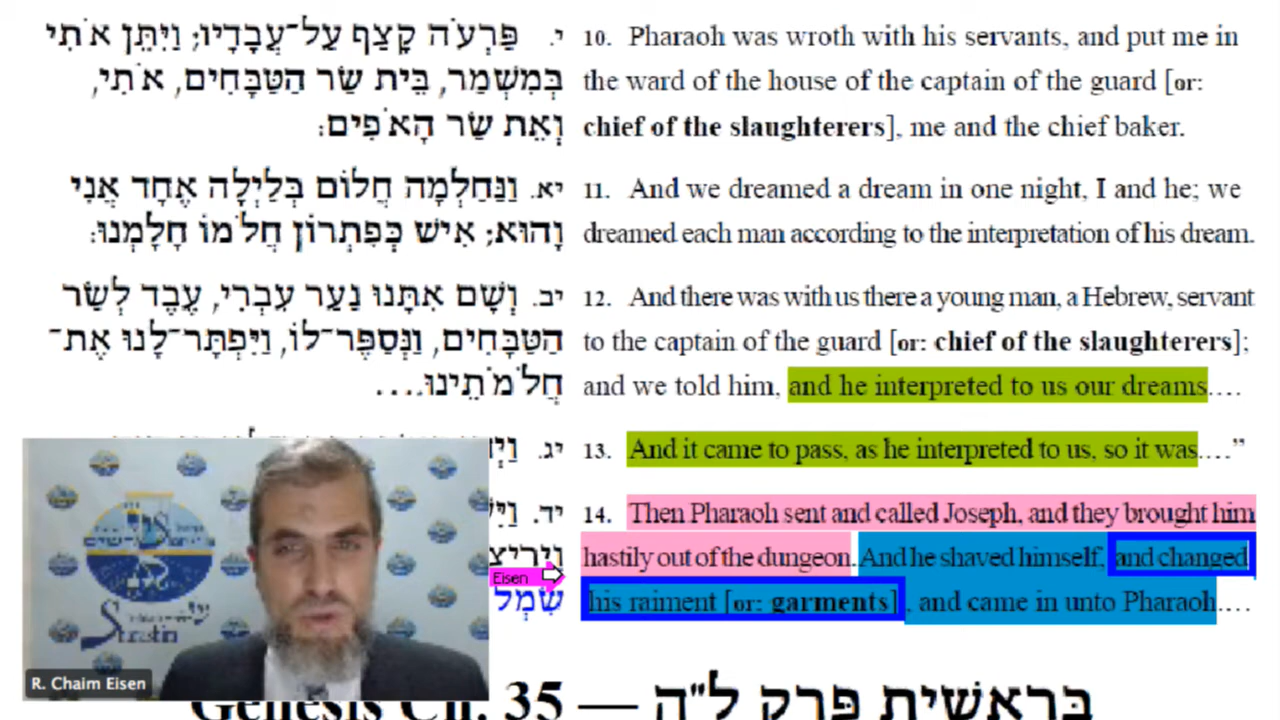 י. פַּרְעֹה קָצַף עַל־עֲבָדָיו; וַיִּתֵּן אֹתִי
בְּמִשְׁמַר, בֵּית שַׂר הַטַּבָּחִים, אֹתִי,
וְאֵת שַׂר הָאֹפִים:
10. Pharaoh was wroth with his servants, and put me in
the ward of the house of the captain of the guard [or:
chief of the slaughterers], me and the chief baker.
יא. וַנַּחַלְמָה חֲלוֹם בְּלַיְלָה אֶחָד אֲנִי
וָהוּא; אִישׁ כְּפִתְרוֹן חֲלֹמוֹ חָלָמְנוּ:
11. And we dreamed a dream in one night, I and he; we
dreamed each man according to the interpretation of his dream.
יב. וְשָׁם אִתָּנוּ נַעַר עִבְרִי, עֶבֶד לְשַׂר
הַטַּבָּחִים, וַנְּסַפֶּר־לוֹ, וַיִּפְתָּר־לָנוּ אֶת־
חֲלֹמֹתֵינוּ....
12. And there was with us there a young man, a Hebrew, servant
to the captain of the guard [or: chief of the slaughterers];
and we told him, and he interpreted to us our dreams....
יג.
13. And it came to pass, as he interpreted to us, so it was....”
יד.
14. Then Pharaoh sent and called Joseph, and they brought him
hastily out of the dungeon. And he shaved himself, and changed
his raiment [or: garments], and came in unto Pharaoh....
Eisen
Shrashin
R. Chaim Eisen
Genesis Ch. 35 — בראשית פרק ל"ה